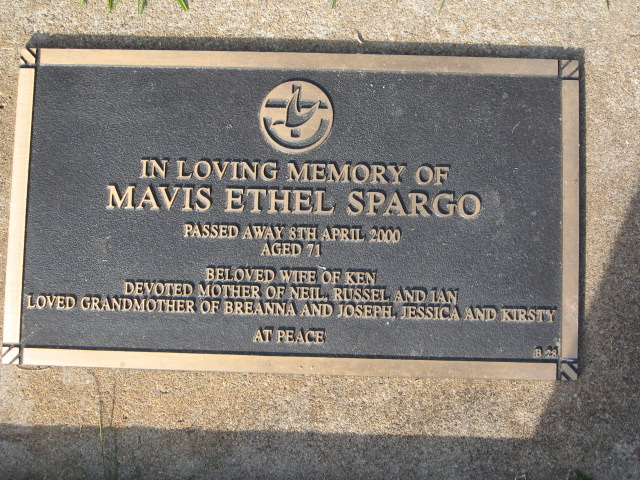 IN LOVING MEMORY OF
MAVIS ETHEL SPARGO
PASSED AWAY 8TH APRIL 2000
AGED 71
BELOVED WIFE OF KEN
DEVOTED MOTHER OF NEIL, RUSSEL AND IAN
LOVED GRANDMOTHER OF BREANNA AND JOSEPH, JESSICA AND KIRSTY
AT PEACE
B 28